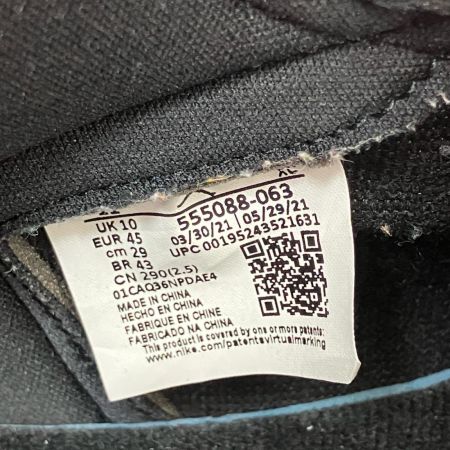 UK 10
EUR 45
cm 29
BR 43
CN 290(2.5)
01CAQ36NPDAE4
555088-063
03/30/21 | 05/29/21
UPC 00195243521631
MADE IN CHINA
HECHO EN CHINA
FABRIQUE EN CHINE
FABRICADO NA CHINA
This product is covered by one or more patents:
www.nike.com/patents&virtualmarking